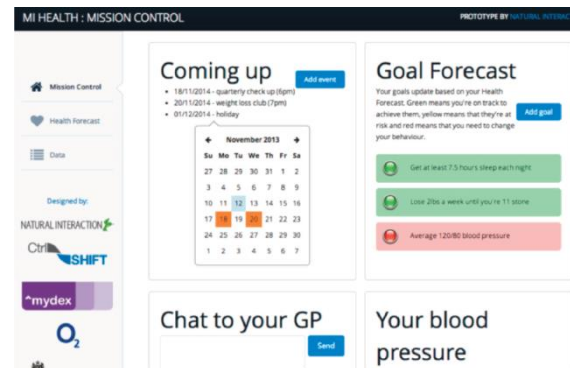 MI HEALTH : MISSION CONTROL
PROTOTYPE BY NATURAL INTERAC
Mission Control
Health Forecast
Data
Designed by:
NATURAL INTERACTION
Ctrl SHIFT
^mydex
O2
Coming up
Add event
18/11/2014 - quarterly check up (6pm)
20/11/2014 - weight loss club (7pm)
01/12/2014 - holiday
November 2013
Su Mo Tu We Th Fr Sa
27 28 29 30 31 1 2
3 4 5 6 7 8 9
10 11 12 13 14 15 16
17 18 19 20 21 22 23
24 25 26 27 28 29 30
1 2 3 4 5 6 7
Goal Forecast
Your goals update based on your Health
Forecast. Green means you're on track to
achieve them, yellow means that they're at
risk and red means that you need to change
your behaviour.
Add goal
Get at least 7.5 hours sleep each night
Lose 2lbs a week until you're 11 stone
Average 120/80 blood pressure
Chat to your GP
Send
Your blood
pressure